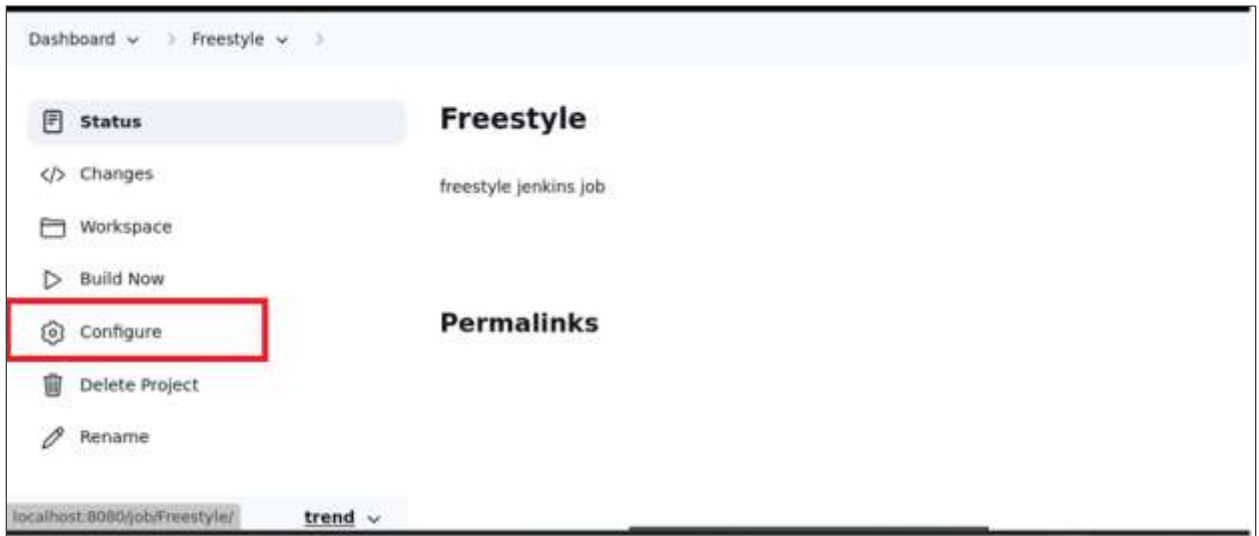 Dashboard Freestyle
Status
Changes
Workspace
Build Now
Configure
Delete Project
Rename
Freestyle
freestyle jenkins job
Permalinks
trend
localhost:8080/job/Freestyle/